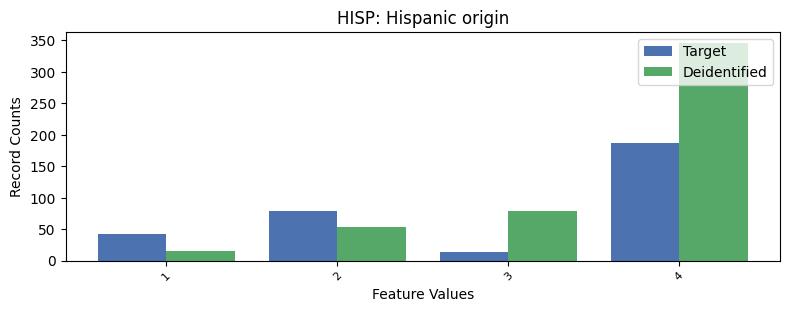 HISP: Hispanic origin
Target
Deidentified
Record Counts
350
300
250
200
150
100
50
0
1
2
3
4
Feature Values